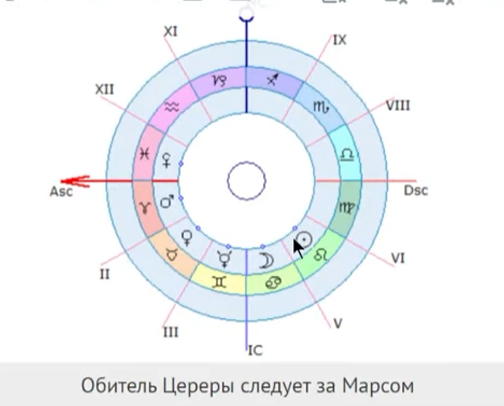 XI
IX
XII
VIII
Asc
Dsc
II
VI
III
V
IC
Обитель Цереры следует за Марсом